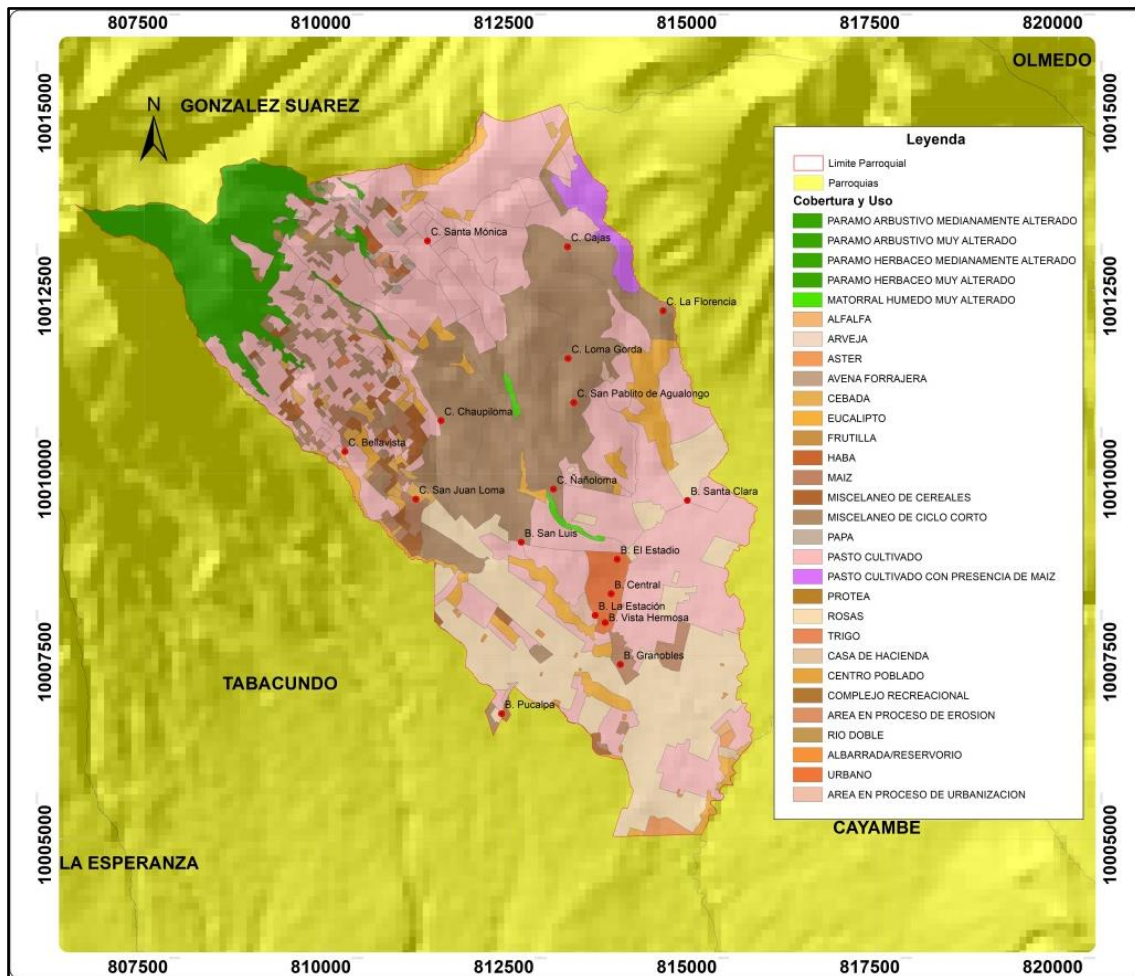 807500 810000 812500 815000 817500 820000
OLMEDO
10015000
10015000
N
GONZALEZ SUAREZ
Leyenda
Limite Parroquial
Parroquias
Cobertura y Uso
PARAMO ARBUSTIVO MEDIANAMENTE ALTERADO
PARAMO ARBUSTIVO MUY ALTERADO
PARAMO HERBACEO MEDIANAMENTE ALTERADO
PARAMO HERBACEO MUY ALTERADO
MATORRAL HUMEDO MUY ALTERADO
ALFALFA
ARVEJA
ASTER
AVENA FORRAJERA
CEBADA
EUCALIPTO
FRUTILLA
HABA
MAIZ
MISCELANEO DE CEREALES
MISCELANEO DE CICLO CORTO
PAPA
PASTO CULTIVADO
PASTO CULTIVADO CON PRESENCIA DE MAIZ
PROTEA
ROSAS
TRIGO
CASA DE HACIENDA
CENTRO POBLADO
COMPLEJO RECREACIONAL
AREA EN PROCESO DE EROSION
RIO DOBLE
ALBARRADA/RESERVORIO
URBANO
AREA EN PROCESO DE URBANIZACION
C. Santa Mónica
C. Cajas
10012500
10012500
C. La Florencia
C. Loma Gorda
C. San Pablito de Agualongo
C. Chaupiloma
C. Bellavista
10010000
10010000
C. Ñañoloma
C. San Juan Loma
B. Santa Clara
B. San Luis
B. El Estadio
B. Central
B. La Estación
B. Vista Hermosa
10007500
10007500
B. Granobles
TABACUNDO
B. Pucalpa
10005000
10005000
CAYAMBE
LA ESPERANZA
807500 810000 812500 815000 817500 820000